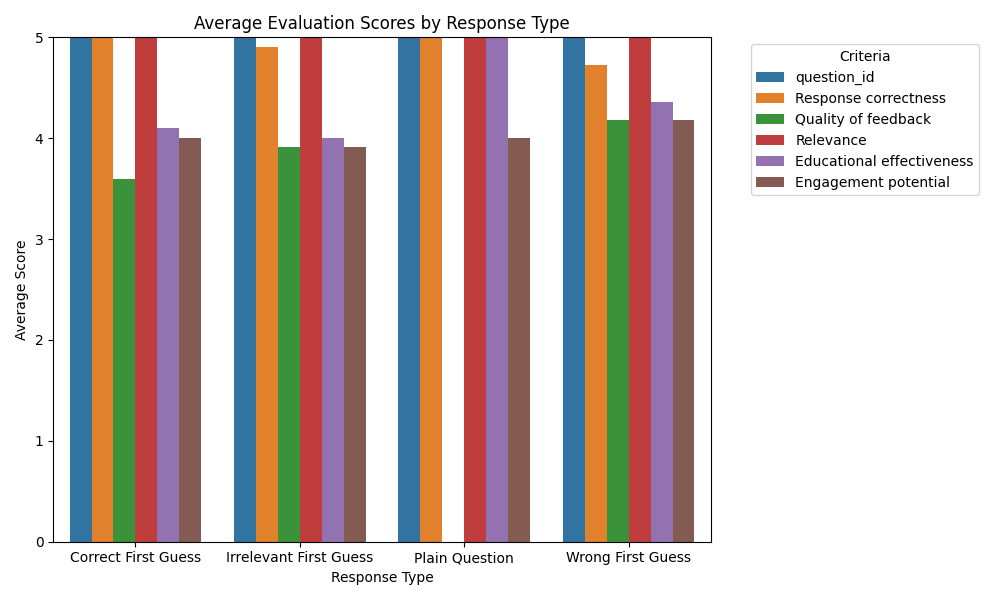 Average Evaluation Scores by Response Type
5
4
3
2
1
0
Average Score
Correct First Guess
Irrelevant First Guess
Plain Question
Wrong First Guess
Response Type
Criteria
question_id
Response correctness
Quality of feedback
Relevance
Educational effectiveness
Engagement potential